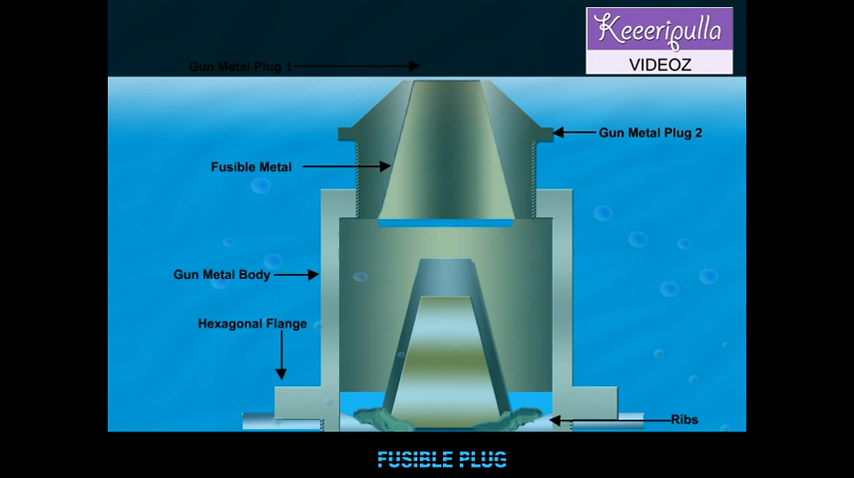 Keeeripulla
VIDEOZ
Gun Metal Plug 1
Gun Metal Plug 2
Fusible Metal
Gun Metal Body
Hexagonal Flange
Ribs
FUSIBLE PLUG